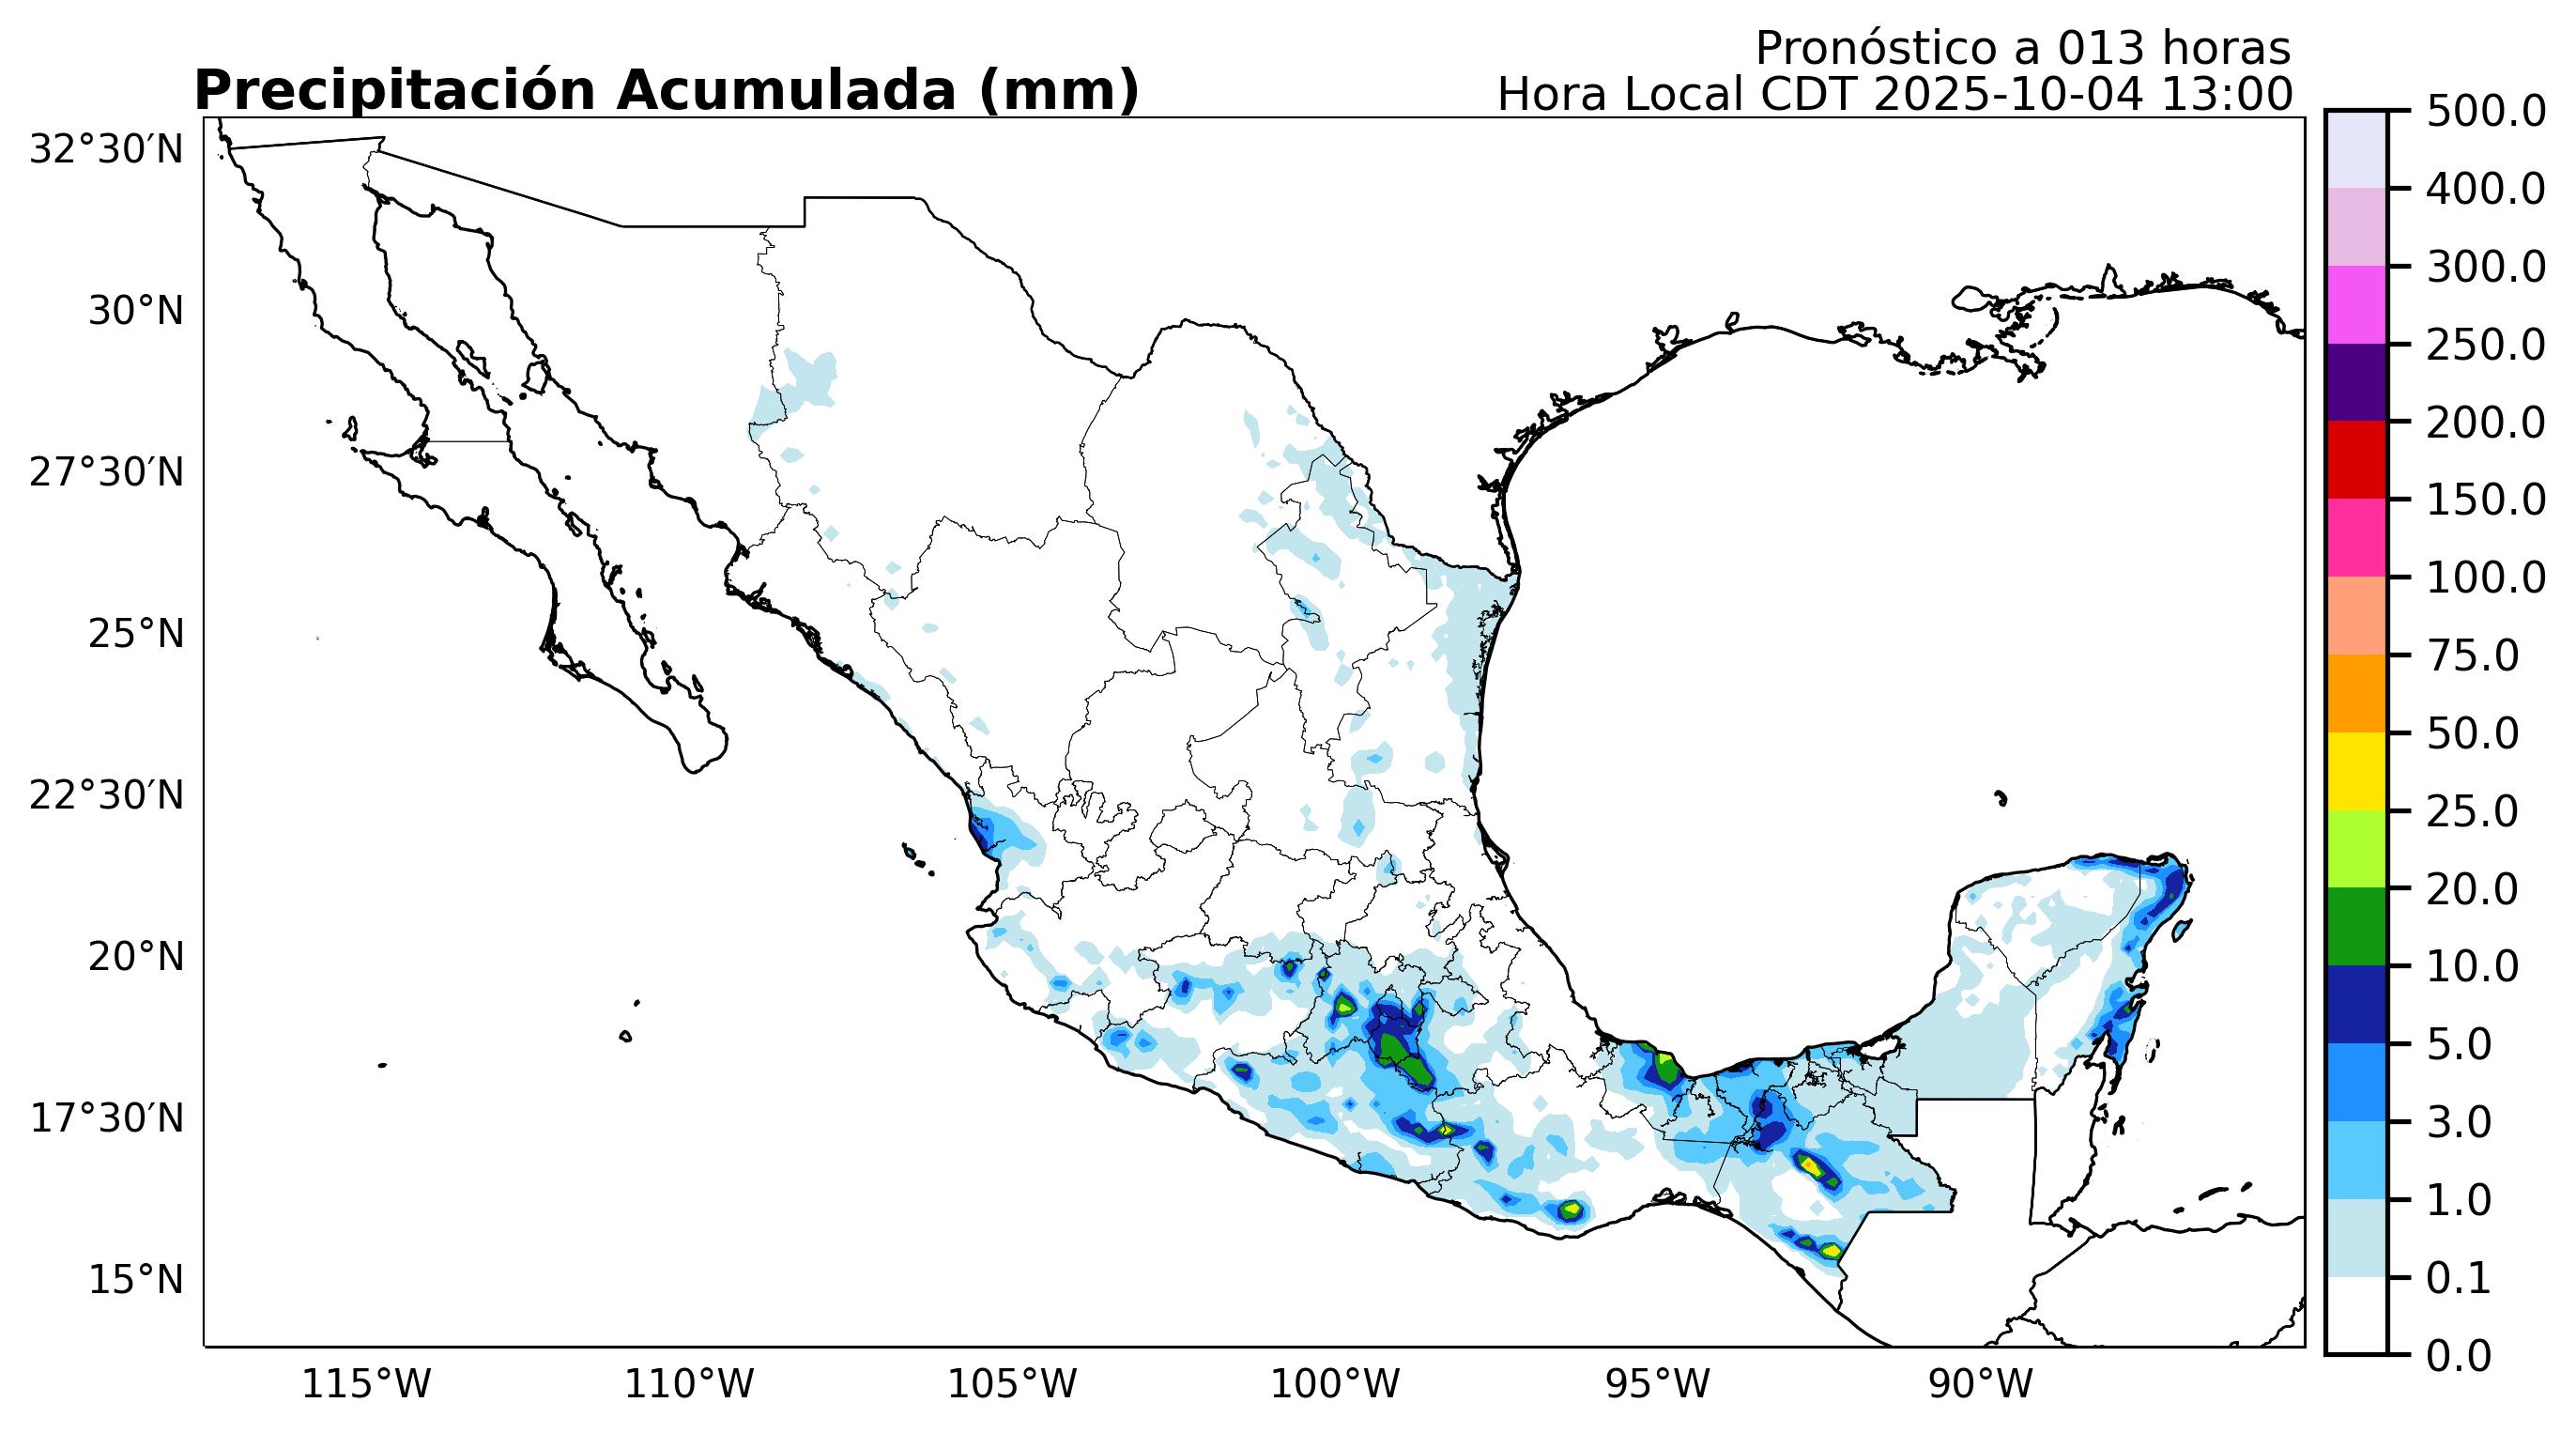 Pronóstico a 013 horas
Precipitación Acumulada (mm)
Hora Local CDT 2025-10-04 13:00
32°30′N
30°N
27°30′N
25°N
22°30′N
20°N
17°30′N
15°N
115°W
110°W
105°W
100°W
95°W
90°W
500.0
400.0
300.0
250.0
200.0
150.0
100.0
75.0
50.0
25.0
20.0
10.0
5.0
3.0
1.0
0.1
0.0